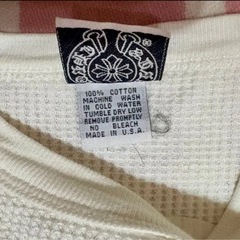 ®
100% COTTON
MACHINE WASH
IN COLD WATER
TUMBLE DRY LOW
REMOVE PROMPTLY
NO BLEACH
MADE IN U.S.A.